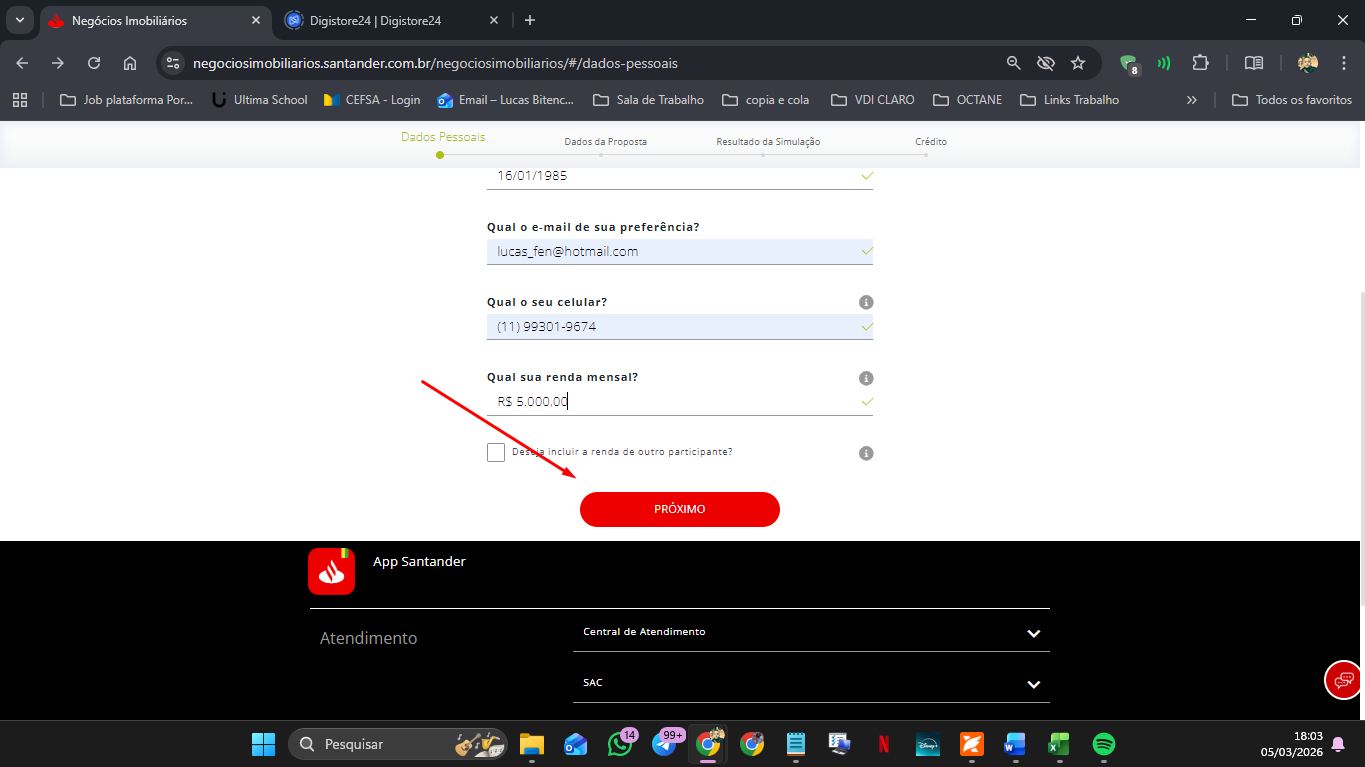 Negócios Imobiliários
Digistore24 | Digistore24
negociosimobiliarios.santander.com.br/negociosimobiliarios/#/dados-pessoais
8
Job plataforma Por...
Ultima School
CEFSA - Login
Email – Lucas Bitenc...
Sala de Trabalho
copia e cola
VDI CLARO
OCTANE
Links Trabalho
Todos os favoritos
Dados Pessoais
Dados da Proposta
Resultado da Simulação
Crédito
16/01/1985
Qual o e-mail de sua preferência?
lucas_fen@hotmail.com
Qual o seu celular?
(11) 99301-9674
Qual sua renda mensal?
R$ 5.000,00
Deseja incluir a renda de outro participante?
PRÓXIMO
App Santander
Atendimento
Central de Atendimento
SAC
Pesquisar
14
99+
18:03
05/03/2026